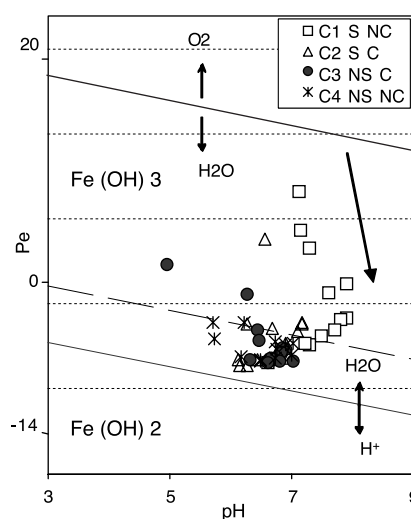 20
O2
C1 S NC
C2 S C
C3 NS C
C4 NS NC
H2O
Fe (OH) 3
Pe
0
H2O
Fe (OH) 2
-14
H+
3
5
7
9
pH